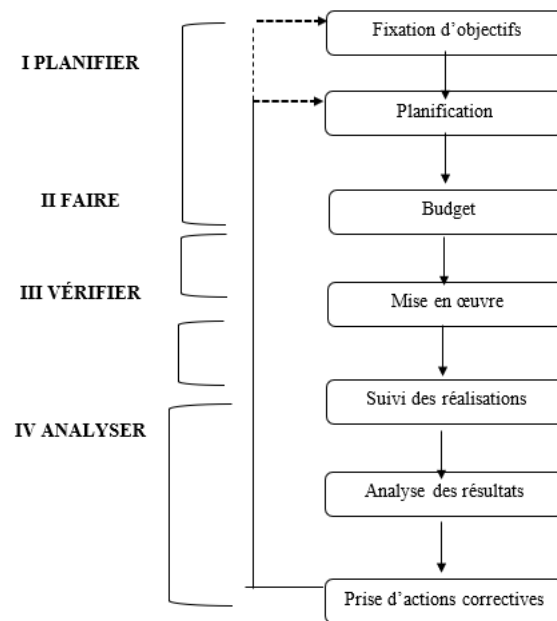 Fixation d’objectifs
I PLANIFIER
Planification
II FAIRE
Budget
III VÉRIFIER
Mise en œuvre
Suivi des réalisations
IV ANALYSER
Analyse des résultats
Prise d’actions correctives